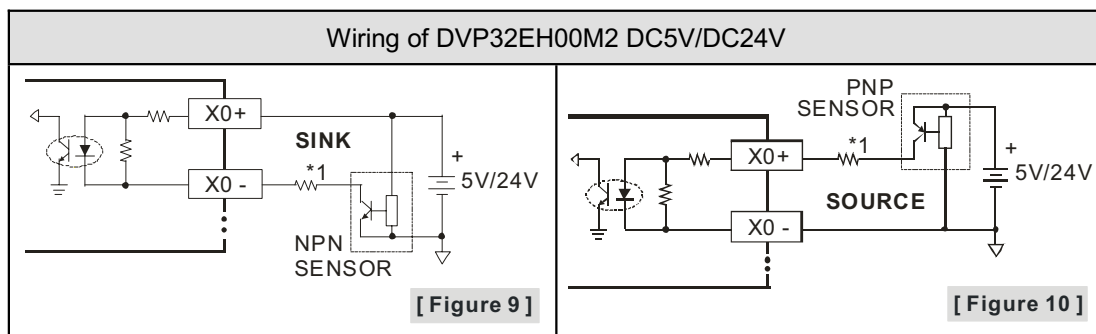 Wiring of DVP32EH00M2 DC5V/DC24V
X0+
SINK
*1
X0 -
+
5V/24V
NPN
SENSOR
[ Figure 9 ]
PNP
SENSOR
*1
X0+
+
5V/24V
SOURCE
X0 -
[ Figure 10 ]